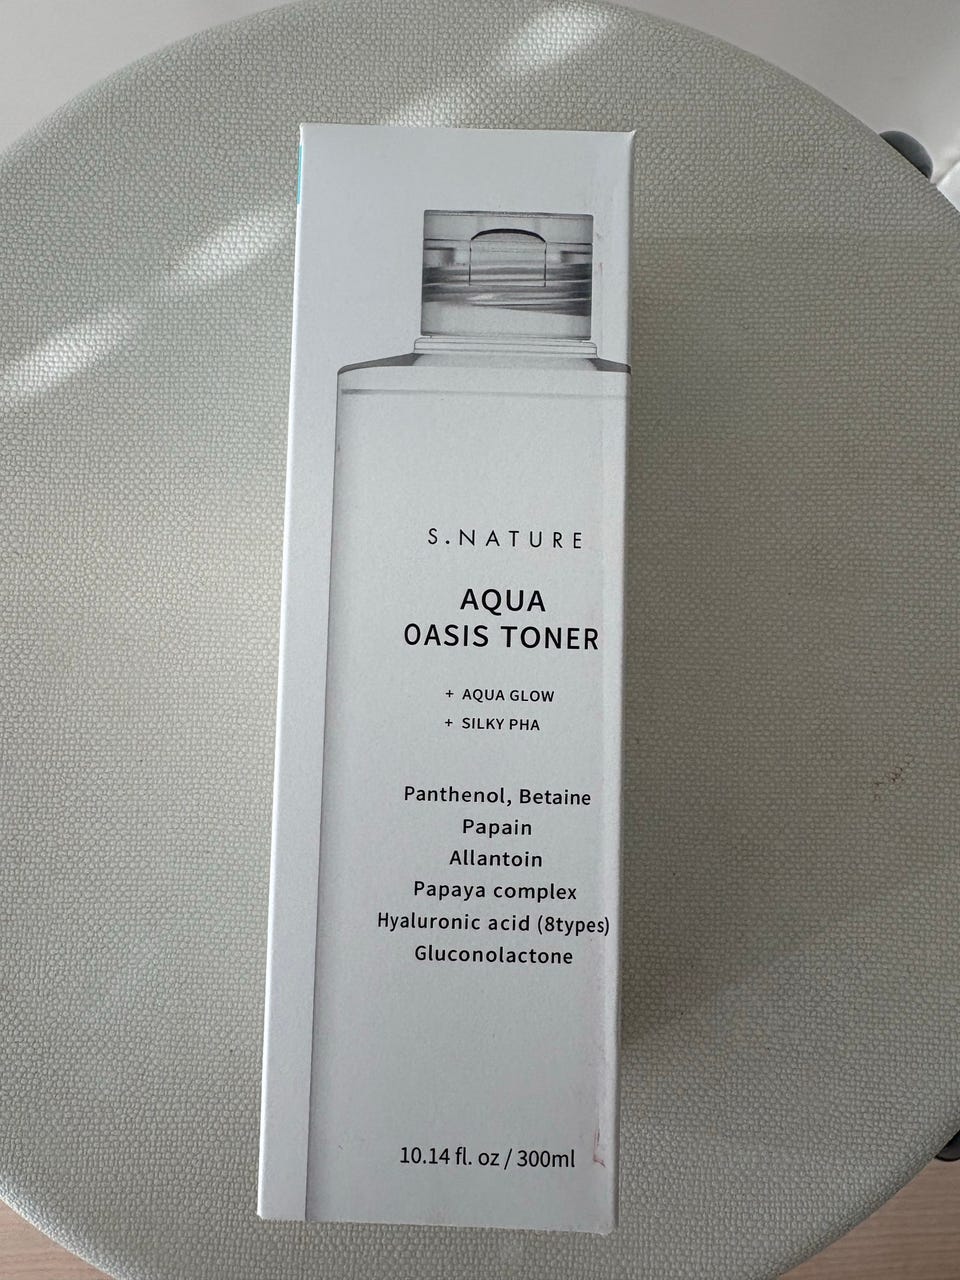 S.NATURE
AQUA
OASIS TONER
+ AQUA GLOW
+ SILKY PHA
Panthenol, Betaine
Papain
Allantoin
Papaya complex
Hyaluronic acid (8types)
Gluconolactone
10.14 fl. oz / 300ml